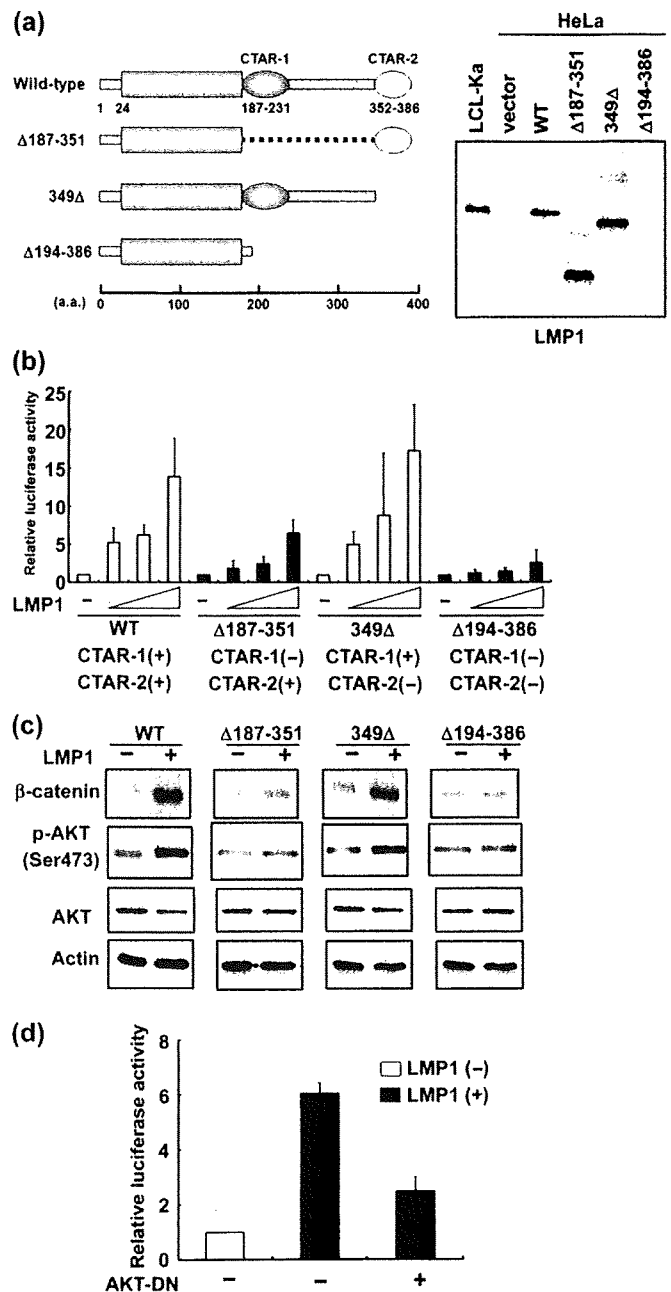 (a)
CTAR-1 CTAR-2
Wild-type
1 24 187-231 352-386
Δ187-351
349Δ
Δ194-386
(a.a.) 0 100 200 300 400
HeLa
LCL-Ka
vector
WT
Δ187-351
349Δ
Δ194-386
LMP1
(b)
Relative luciferase activity
25
20
15
10
5
0
LMP1 – – – –
WT Δ187-351 349Δ Δ194-386
CTAR-1(+) CTAR-1(–) CTAR-1(+) CTAR-1(–)
CTAR-2(+) CTAR-2(+) CTAR-2(–) CTAR-2(–)
(c)
WT Δ187-351 349Δ Δ194-386
LMP1 – + – + – + – +
β-catenin
p-AKT
(Ser473)
AKT
Actin
(d)
Relative luciferase activity
8
6
4
2
0
LMP1 (–)
LMP1 (+)
AKT-DN – – +